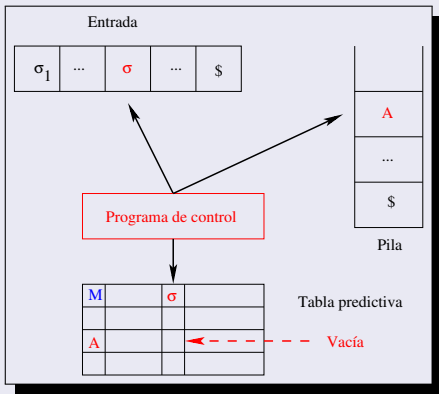 Entrada
σ1 ... σ ... $
A
...
$
Pila
Programa de control
M σ
Tabla predictiva
A
Vacía